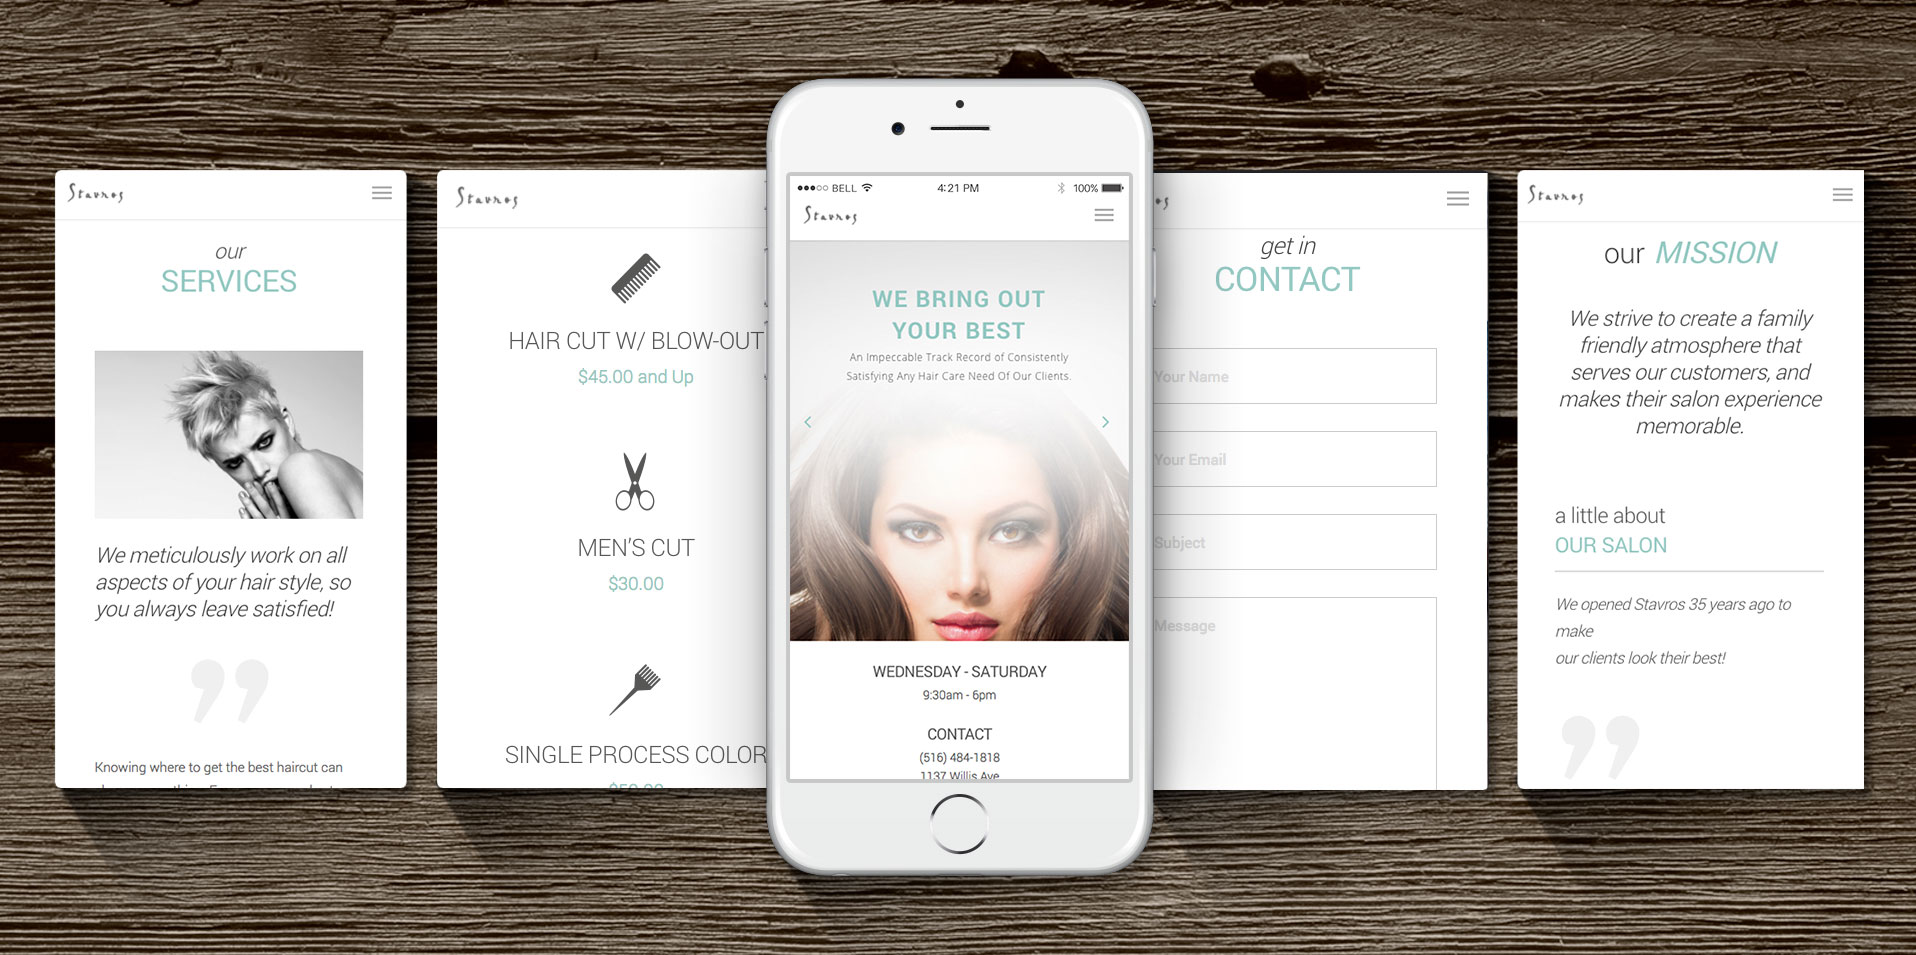 Stavros
our
SERVICES
We meticulously work on all
aspects of your hair style, so
you always leave satisfied!
”
Knowing where to get the best haircut can
Stavros
HAIR CUT W/ BLOW-OUT
$45.00 and Up
MEN'S CUT
$30.00
SINGLE PROCESS COLOR
BELL
4:21 PM
100%
Stavros
WE BRING OUT
YOUR BEST
An Impeccable Track Record of Consistently
Satisfying Any Hair Care Need Of Our Clients.
WEDNESDAY - SATURDAY
9:30am - 6pm
CONTACT
(516) 484-1818
1137 Willis Ave
get in
CONTACT
Your Name
Your Email
Subject
Message
Stavros
our MISSION
We strive to create a family
friendly atmosphere that
serves our customers, and
makes their salon experience
memorable.
a little about
OUR SALON
We opened Stavros 35 years ago to
make
our clients look their best!
”